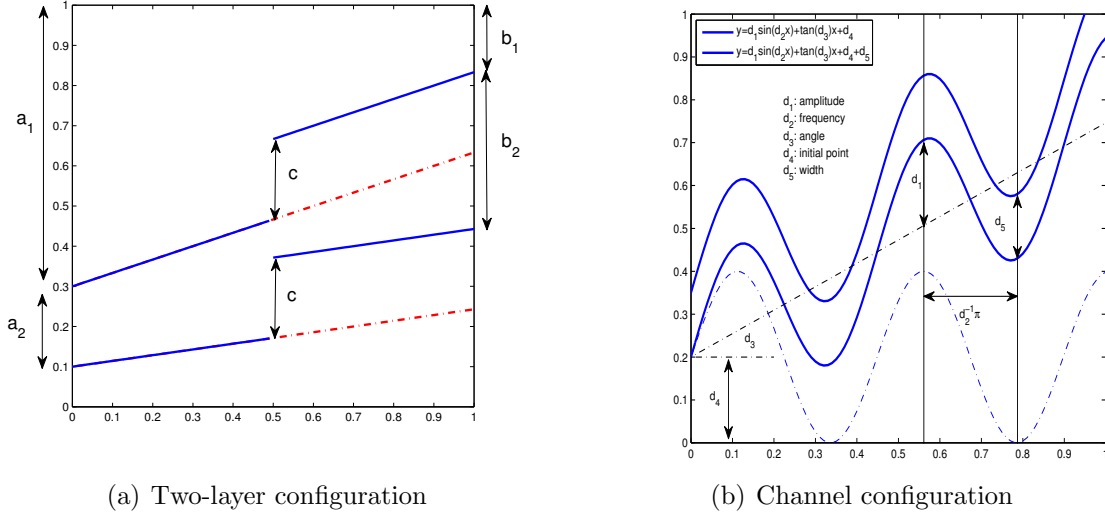 1
0.9
0.8
0.7
0.6
0.5
0.4
0.3
0.2
0.1
0
0 0.1 0.2 0.3 0.4 0.5 0.6 0.7 0.8 0.9 1
a₁
a₂
b₁
b₂
c
c
(a) Two-layer configuration
1
0.9
0.8
0.7
0.6
0.5
0.4
0.3
0.2
0.1
0
0 0.1 0.2 0.3 0.4 0.5 0.6 0.7 0.8 0.9 1
y=d₁sin(d₂x)+tan(d₃)x+d₄
y=d₁sin(d₂x)+tan(d₃)x+d₄+d₅
d₁: amplitude
d₂: frequency
d₃: angle
d₄: initial point
d₅: width
d₁
d₅
d₂⁻¹π
d₃
d₄
(b) Channel configuration